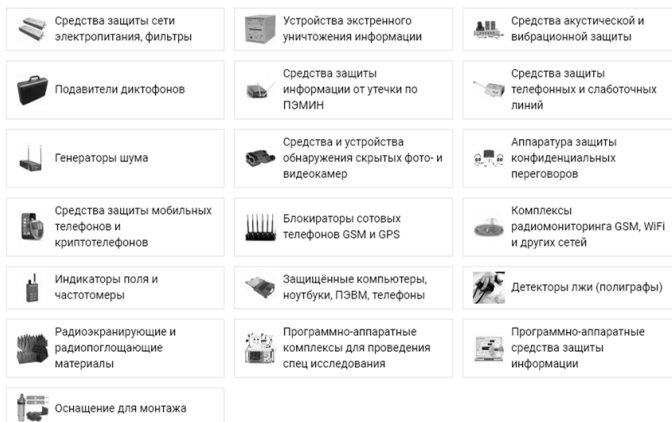 Средства защиты сети
электропитания, фильтры
Устройства экстренного
уничтожения информации
Средства акустической и
вибрационной защиты
Подавители диктофонов
Средства защиты
информации от утечки по
ПЭМИН
Средства защиты
телефонных и слаботочных
линий
Генераторы шума
Средства и устройства
обнаружения скрытых фото- и
видеокамер
Аппаратура защиты
конфиденциальных
переговоров
Средства защиты мобильных
телефонов и
криптотелефонов
Блокираторы сотовых
телефонов GSM и GPS
Комплексы
радиомониторинга GSM, WiFi
и других сетей
Индикаторы поля и
частотомеры
Защищённые компьютеры,
ноутбуки, ПЭВМ, телефоны
Детекторы лжи (полиграфы)
Радиоэкранирующие и
радиопоглощающие
материалы
Программно-аппаратные
комплексы для проведения
спец исследования
Программно-аппаратные
средства защиты
информации
Оснащение для монтажа